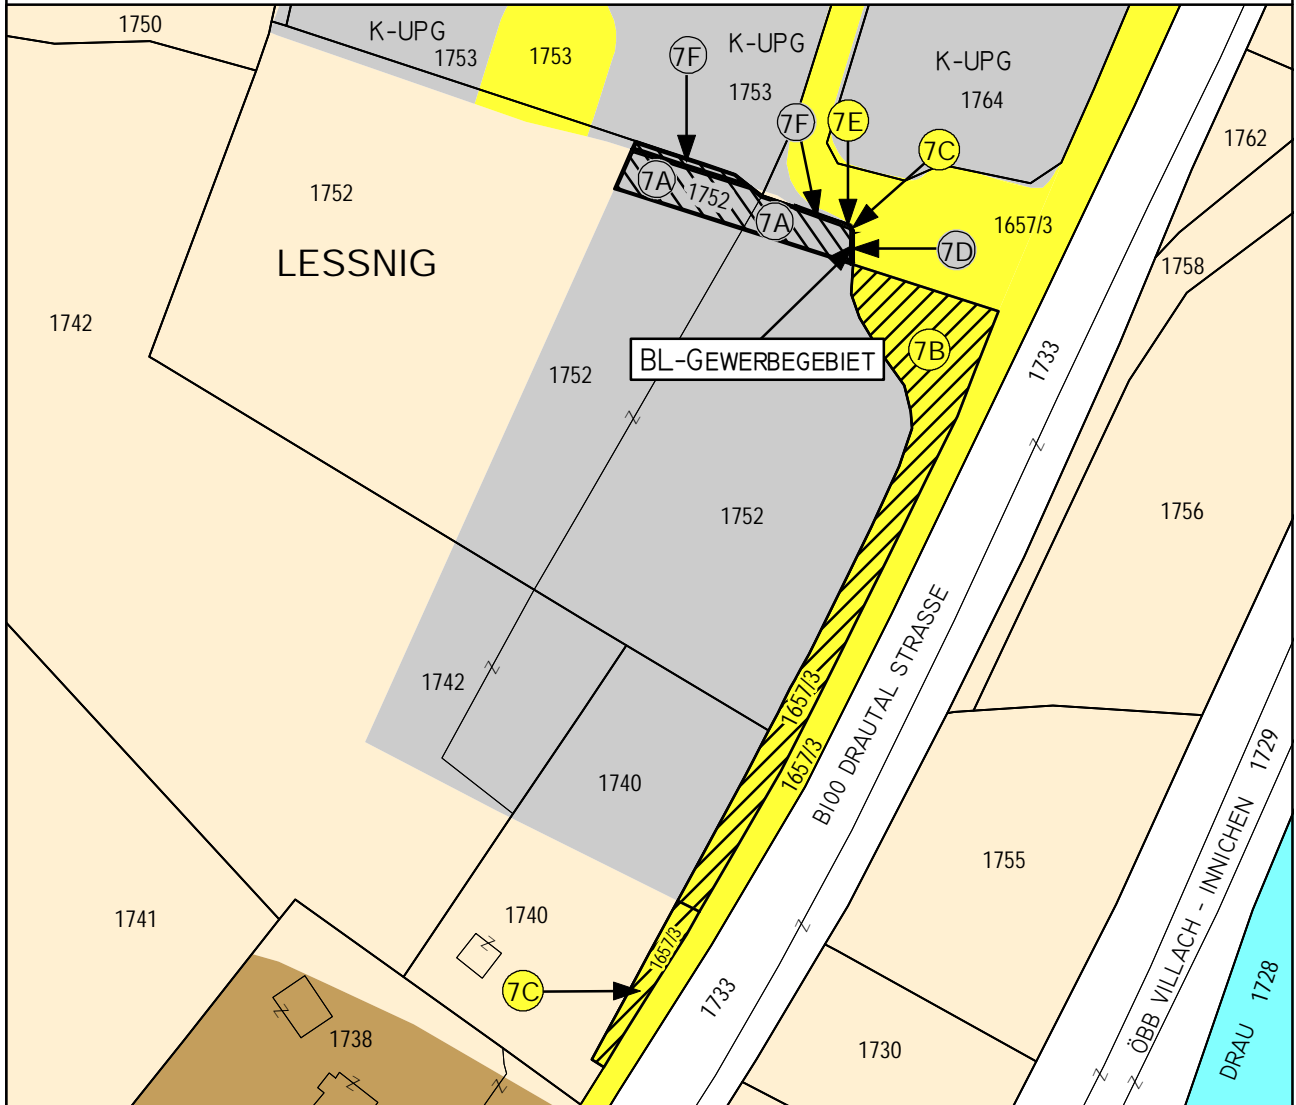 1750
K-UPG
1753
1753
7F
K-UPG
1753
K-UPG
1764
7F
7E
7C
1762
7A
1752
7A
1752
LESSNIG
1657/3
7D
1758
1742
BL-GEWERBEGEBIET
7B
1733
1752
1752
1756
1742
1657/3
1657/3
B100 DRAUTAL STRASSE
1740
1729
ÖBB VILLACH - INNICHEN
1755
1741
1740
1657/3
7C
1733
1728
DRAU
1738
1730